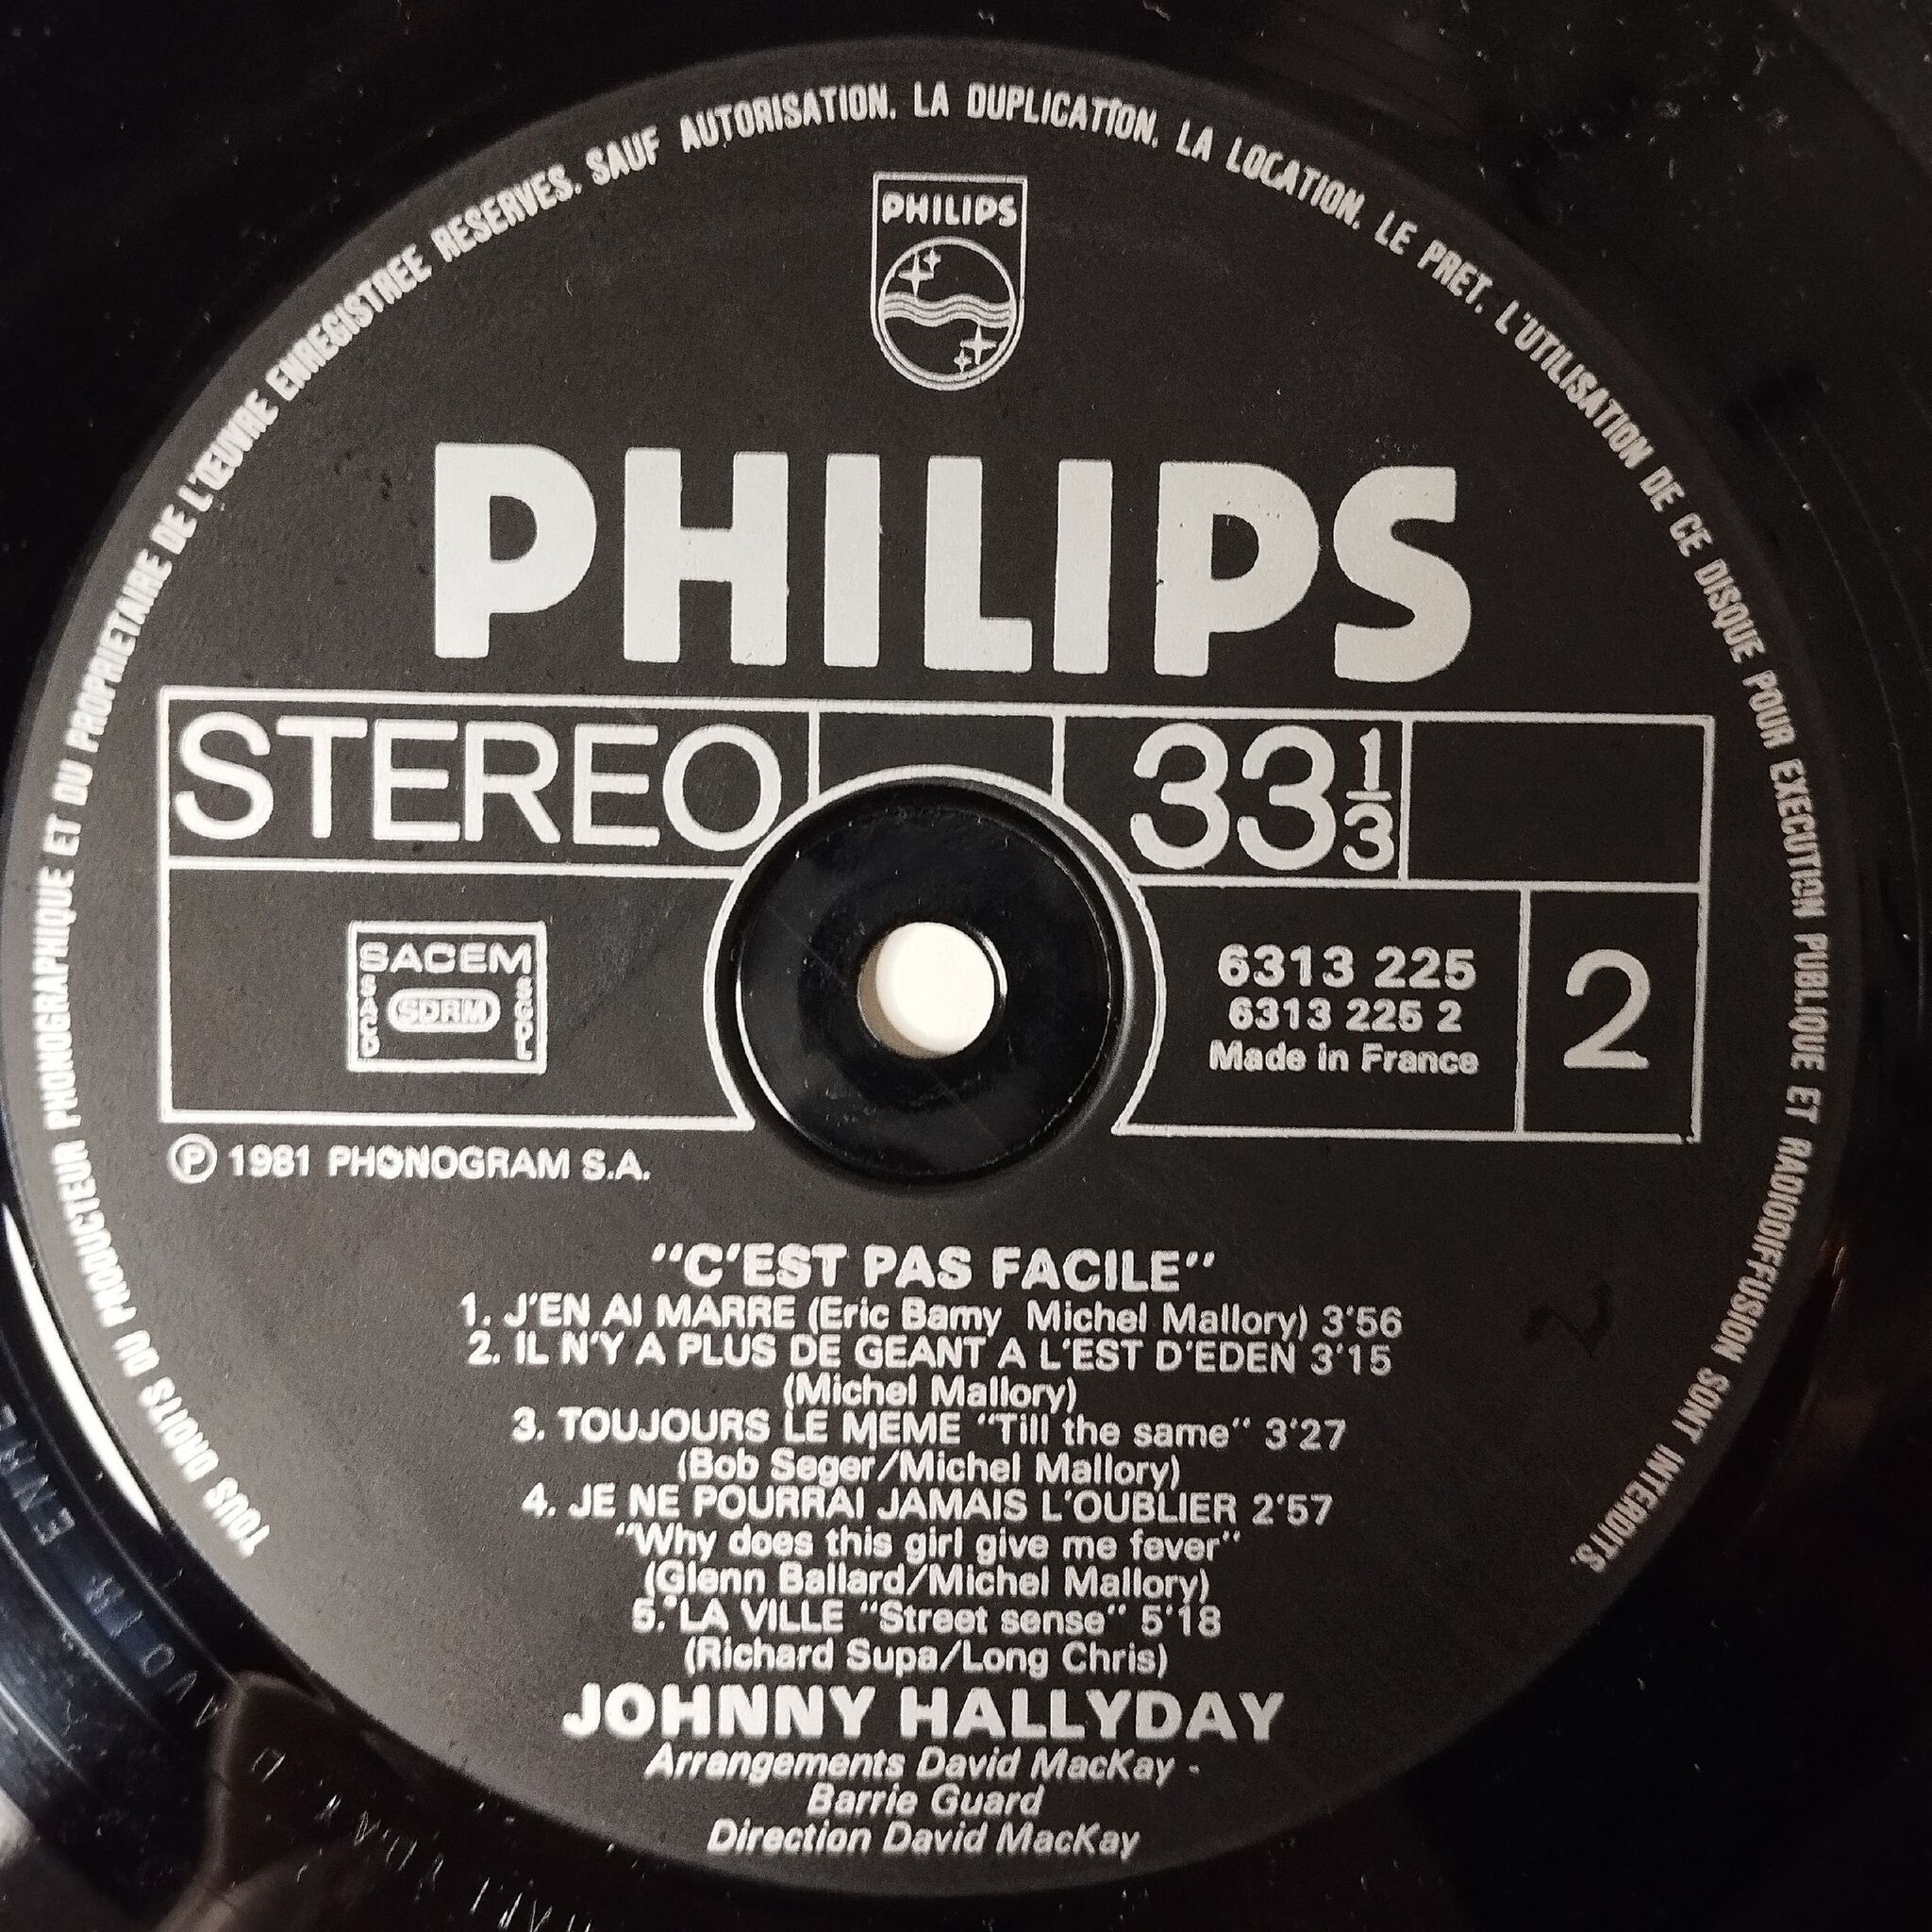 TOUS DROITS DU PRODUCTEUR PHONOGRAPHIQUE ET DU PROPRIETAIRE DE L'ŒUVRE ENREGISTREE RESERVES. SAUF AUTORISATION. LA DUPLICATION. LA LOCATION. LE PRET. L'UTILISATION DE CE DISQUE POUR EXECUTION PUBLIQUE ET RADIODIFFUSION SONT INTERDITS.
PHILIPS
PHILIPS
STEREO
33 1/3
SACEM
SACD
SDRM
SGDL
6313 225
6313 225 2
Made in France
2
Ⓟ 1981 PHONOGRAM S.A.
"C'EST PAS FACILE"
1. J'EN AI MARRE (Eric Bamy Michel Mallory) 3'56
2. IL N'Y A PLUS DE GEANT A L'EST D'EDEN 3'15
(Michel Mallory)
3. TOUJOURS LE MEME "Till the same" 3'27
(Bob Seger/Michel Mallory)
4. JE NE POURRAI JAMAIS L'OUBLIER 2'57
"Why does this girl give me fever"
(Glenn Ballard/Michel Mallory)
5. LA VILLE "Street sense" 5'18
(Richard Supa/Long Chris)
JOHNNY HALLYDAY
Arrangements David MacKay -
Barrie Guard
Direction David MacKay